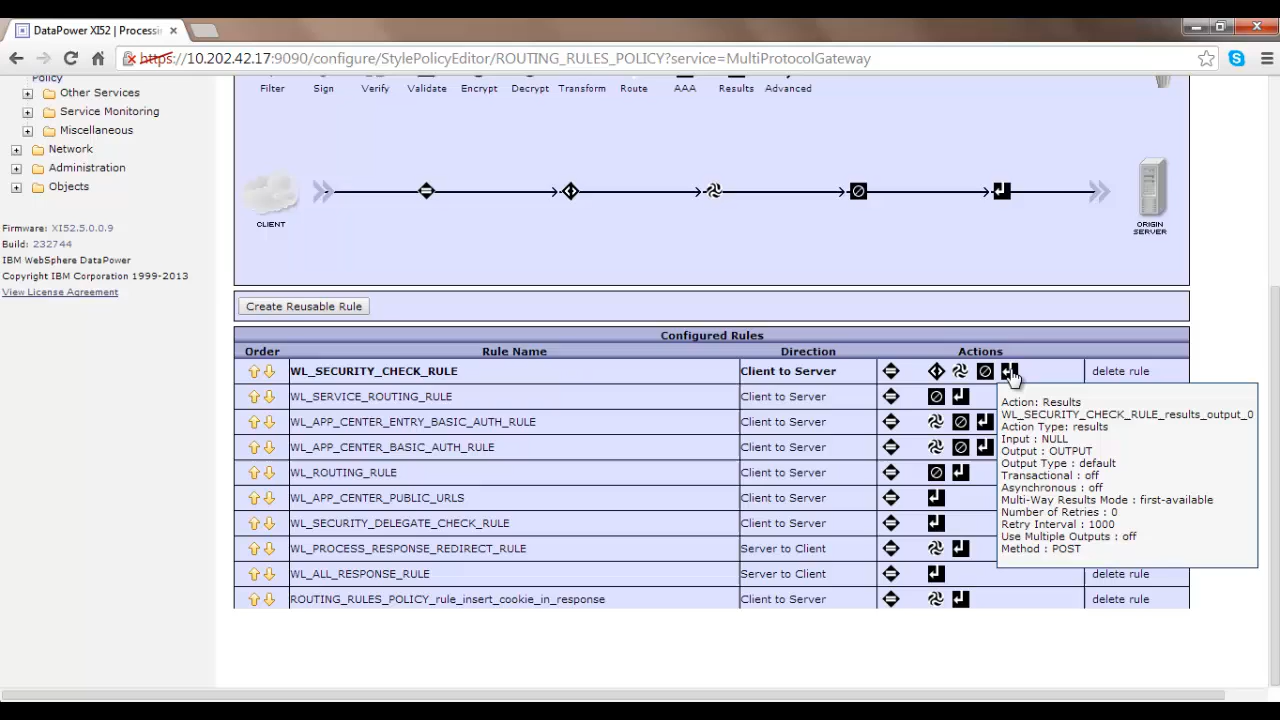 DataPower XI52 | Processin
https://10.202.42.17:9090/configure/StylePolicyEditor/ROUTING_RULES_POLICY?service=MultiProtocolGateway
Policy
Other Services
Service Monitoring
Miscellaneous
Network
Administration
Objects
Firmware: XI52.5.0.0.9
Build: 232744
IBM WebSphere DataPower
Copyright IBM Corporation 1999-2013
View License Agreement
Filter Sign Verify Validate Encrypt Decrypt Transform Route AAA Results Advanced
CLIENT
ORIGIN
SERVER
Create Reusable Rule
Configured Rules
Order Rule Name Direction Actions
WL_SECURITY_CHECK_RULE Client to Server delete rule
WL_SERVICE_ROUTING_RULE Client to Server
WL_APP_CENTER_ENTRY_BASIC_AUTH_RULE Client to Server
WL_APP_CENTER_BASIC_AUTH_RULE Client to Server
WL_ROUTING_RULE Client to Server
WL_APP_CENTER_PUBLIC_URLS Client to Server
WL_SECURITY_DELEGATE_CHECK_RULE Client to Server
WL_PROCESS_RESPONSE_REDIRECT_RULE Server to Client
WL_ALL_RESPONSE_RULE Server to Client delete rule
ROUTING_RULES_POLICY_rule_insert_cookie_in_response Client to Server delete rule
Action: Results
WL_SECURITY_CHECK_RULE_results_output_0
Action Type: results
Input : NULL
Output : OUTPUT
Output Type : default
Transactional : off
Asynchronous : off
Multi-Way Results Mode : first-available
Number of Retries : 0
Retry Interval : 1000
Use Multiple Outputs : off
Method : POST